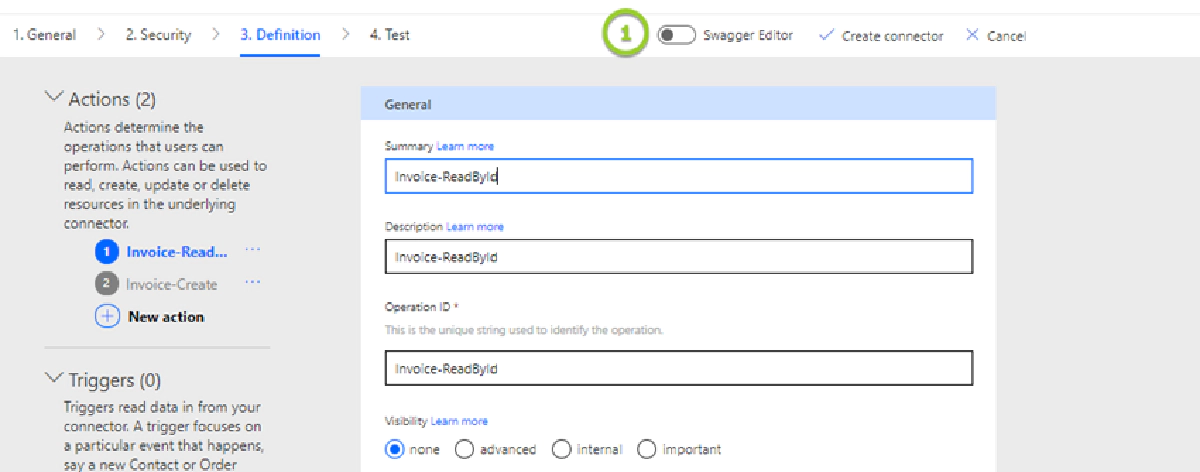 1. General > 2. Security > 3. Definition > 4. Test 1 Swagger Editor Create connector Cancel
Actions (2)
Actions determine the
operations that users can
perform. Actions can be used to
read, create, update or delete
resources in the underlying
connector.
1 Invoice-Read... ...
2 Invoice-Create ...
New action
Triggers (0)
Triggers read data in from your
connector. A trigger focuses on
a particular event that happens,
say a new Contact or Order
General
Summary Learn more
Invoice-ReadById
Description Learn more
Invoice-ReadById
Operation ID *
This is the unique string used to identify the operation.
Invoice-ReadById
Visibility Learn more
none advanced internal important